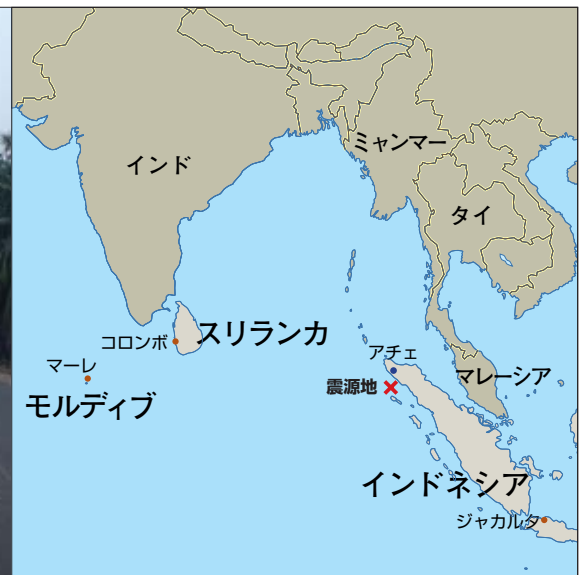 ミャンマー
インド
タイ
スリランカ
コロンボ
アチェ
マーレ
マレーシア
震源地
モルディブ
インドネシア
ジャカルタ